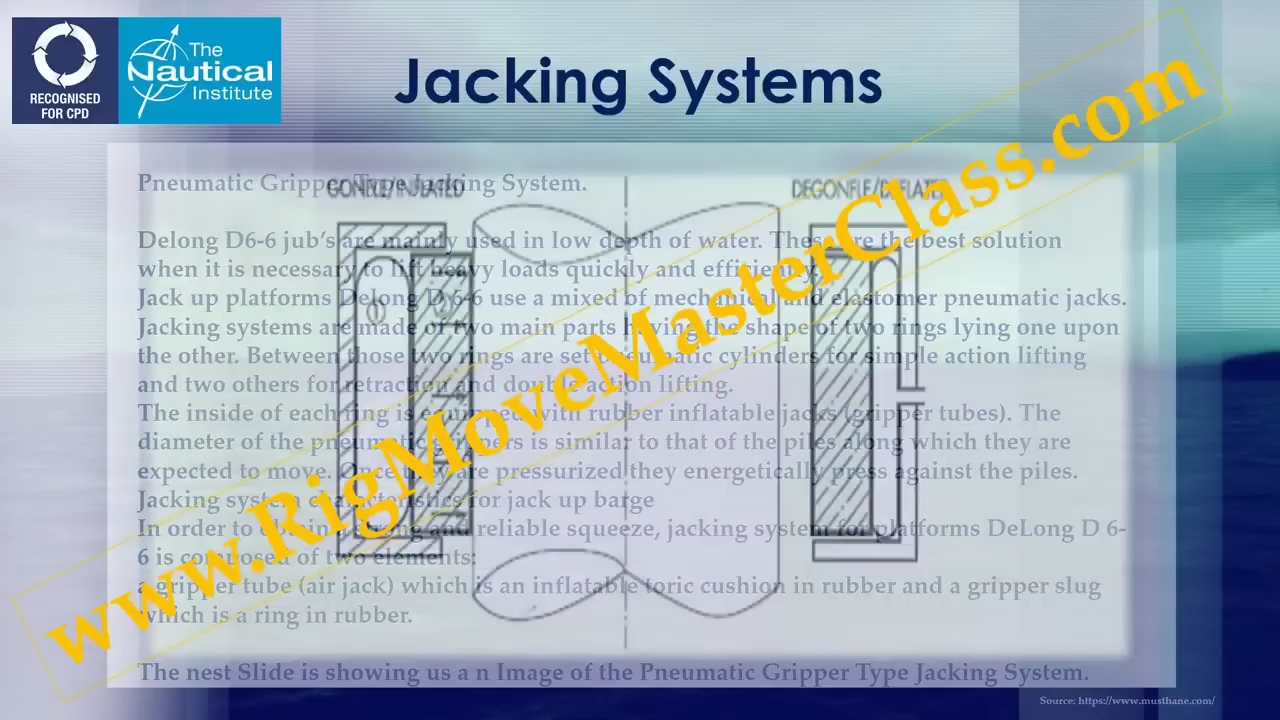 RECOGNISED
FOR CPD
The
Nautical
Institute
Jacking Systems
Pneumatic Gripper Type Jacking System.
GONFLE/INFLATED
DEGONFLE/DEFLATED
Delong D6-6 jub’s are mainly used in low depth of water. These are the best solution
when it is necessary to lift heavy loads quickly and efficiently.
Jack up platforms Delong D 6-6 use a mixed of mechanical and elastomer pneumatic jacks.
Jacking systems are made of two main parts having the shape of two rings lying one upon
the other. Between those two rings are set pneumatic cylinders for simple action lifting
and two others for retraction and double action lifting.
The inside of each ring is equipped with rubber inflatable jacks (gripper tubes). The
diameter of the pneumatic grippers is similar to that of the piles along which they are
expected to move. Once they are pressurized they energetically press against the piles.
Jacking system characteristics for jack up barge
In order to obtain strong and reliable squeeze, jacking system for platforms DeLong D 6-
6 is composed of two elements:
a gripper tube (air jack) which is an inflatable toric cushion in rubber and a gripper slug
which is a ring in rubber.
The nest Slide is showing us a n Image of the Pneumatic Gripper Type Jacking System.
www.RigMoveMasterClass.com
Source: https://www.musthane.com/